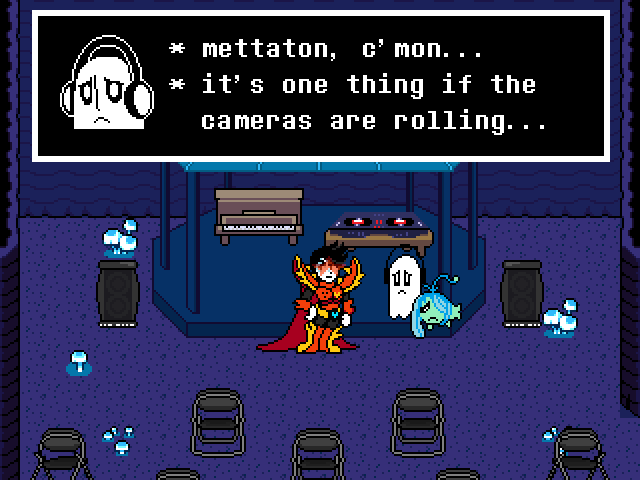 * mettaton, c'mon...
* it's one thing if the
cameras are rolling...